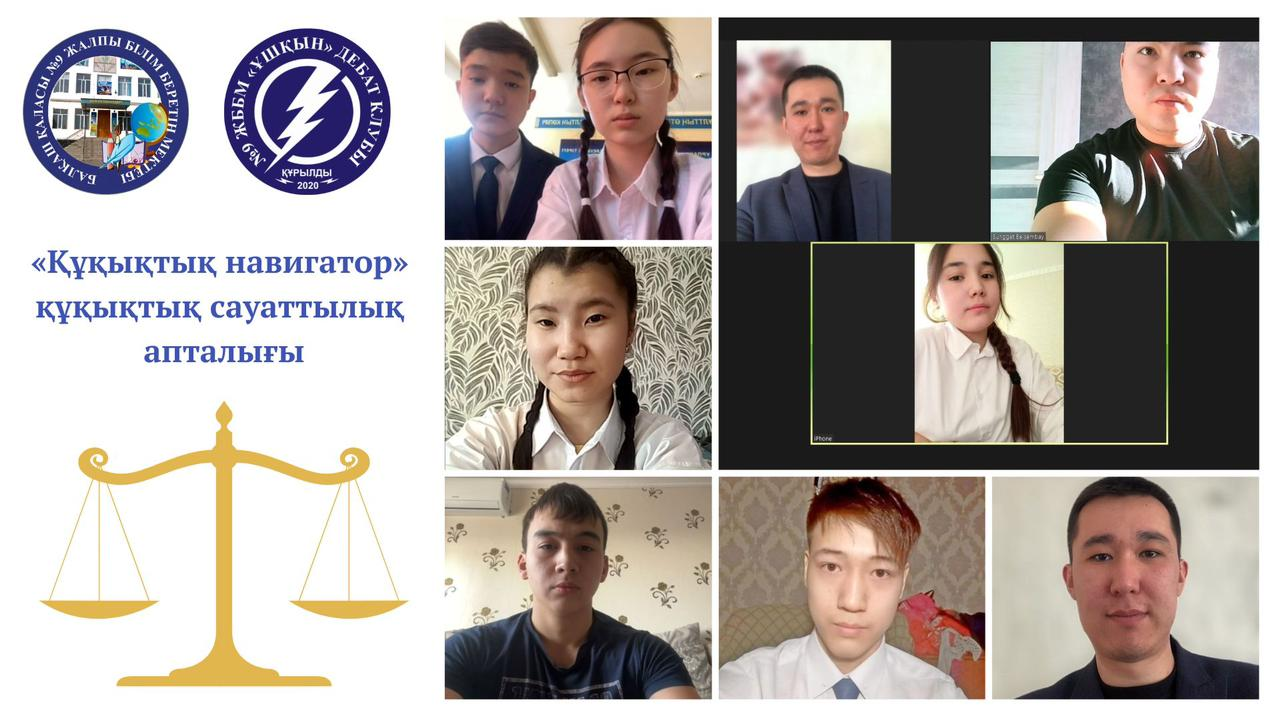 БАЛҚАШ ҚАЛАСЫ №9 ЖАЛПЫ БІЛІМ БЕРЕТІН МЕКТЕБІ
№9 ЖББМ «ҰШҚЫН» ДЕБАТ КЛУБЫ
ҚҰРЫЛДЫ
2020
«Құқықтық навигатор»
құқықтық сауаттылық
апталығы
iPhone